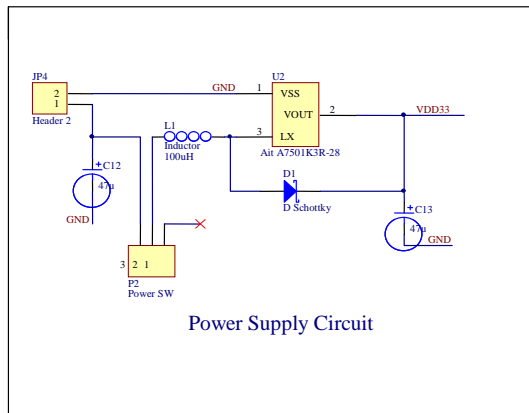 JP4
2
1
Header 2
GND
1
U2
VSS
VOUT
2
VDD33
L1
3
LX
Inductor
100uH
Ait A7501K3R-28
+
C12
47u
D1
D Schottky
+
C13
47u
GND
GND
3 2 1
P2
Power SW
Power Supply Circuit